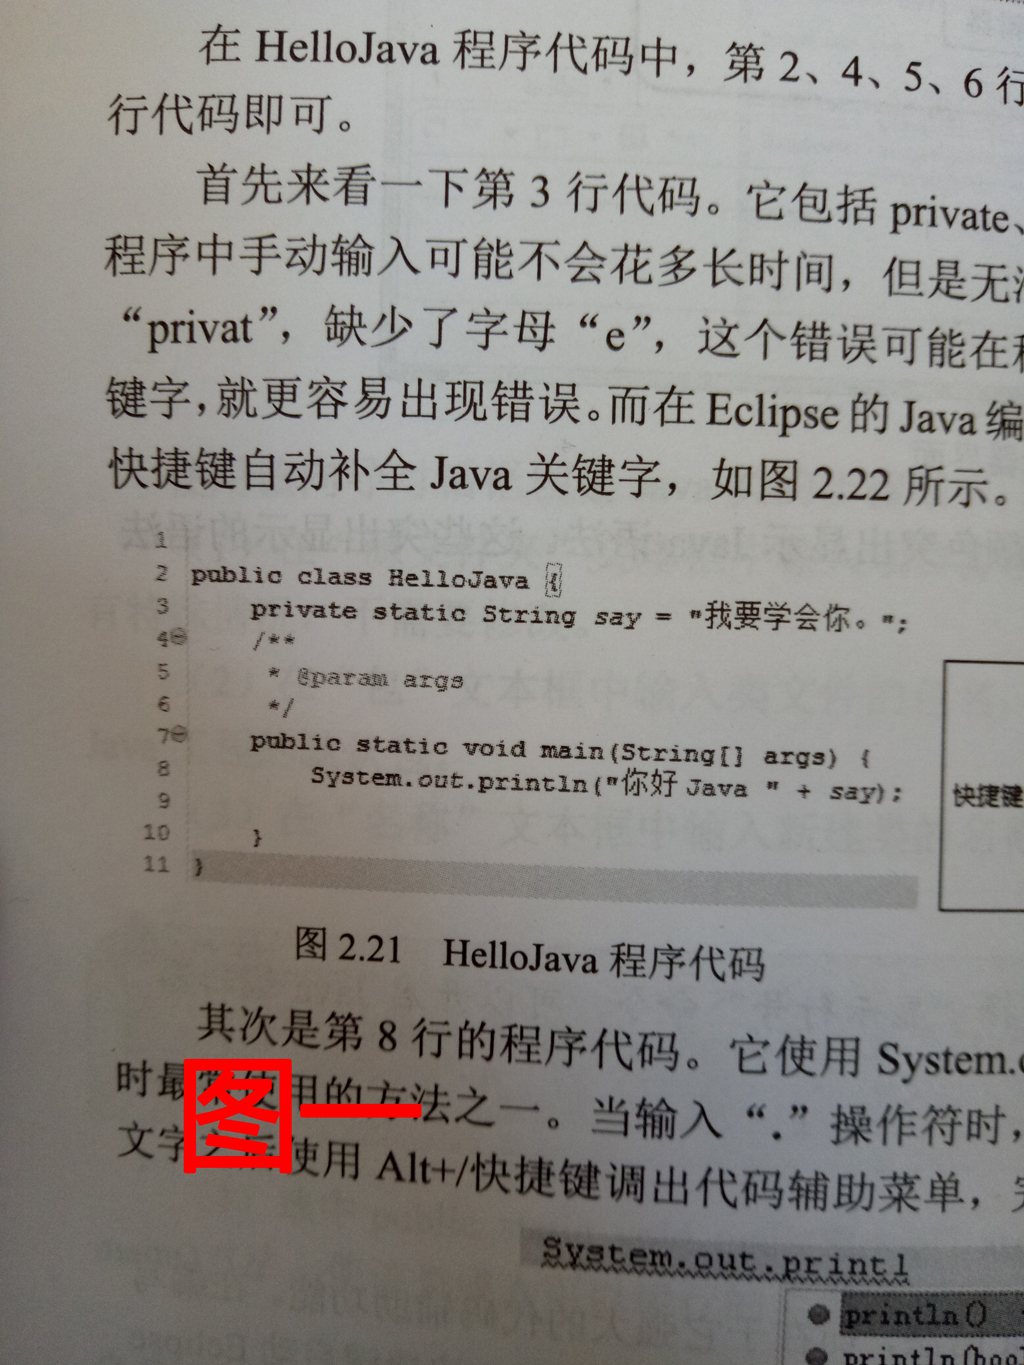 在 HelloJava 程序代码中，第 2、4、5、6 行
行代码即可。
首先来看一下第 3 行代码。它包括 private、
程序中手动输入可能不会花多长时间，但是无
“privat”，缺少了字母“e”，这个错误可能在
键字，就更容易出现错误。而在 Eclipse 的 Java 编
快捷键自动补全 Java 关键字，如图 2.22 所示。
1
2 public class HelloJava {
3 private static String say = "我要学会你。";
4 /**
5 * @param args
6 */
7 public static void main(String[] args) {
8 System.out.println("你好 Java " + say);
9
10 }
11 }
快捷键
图 2.21 HelloJava 程序代码
其次是第 8 行的程序代码。它使用 System.
时最常使用的方法之一。当输入“.”操作符时，
文字之后使用 Alt+/快捷键调出代码辅助菜单，
图一
System.out.printl
println()
println(bool